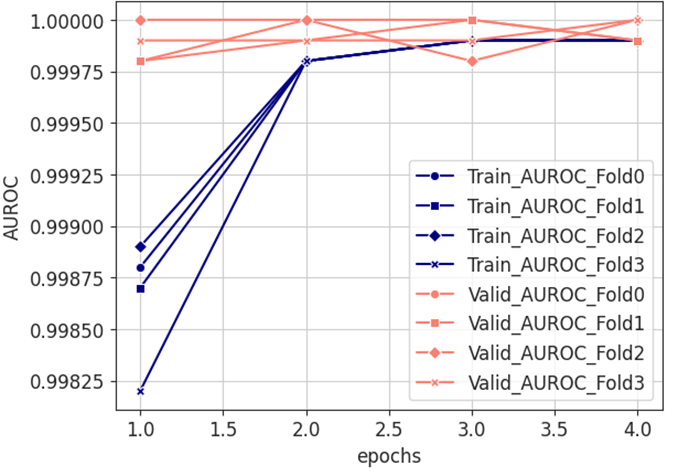 1.00000
0.99975
0.99950
0.99925
0.99900
0.99875
0.99850
0.99825
AUROC
Train_AUROC_Fold0
Train_AUROC_Fold1
Train_AUROC_Fold2
Train_AUROC_Fold3
Valid_AUROC_Fold0
Valid_AUROC_Fold1
Valid_AUROC_Fold2
Valid_AUROC_Fold3
1.0 1.5 2.0 2.5 3.0 3.5 4.0
epochs